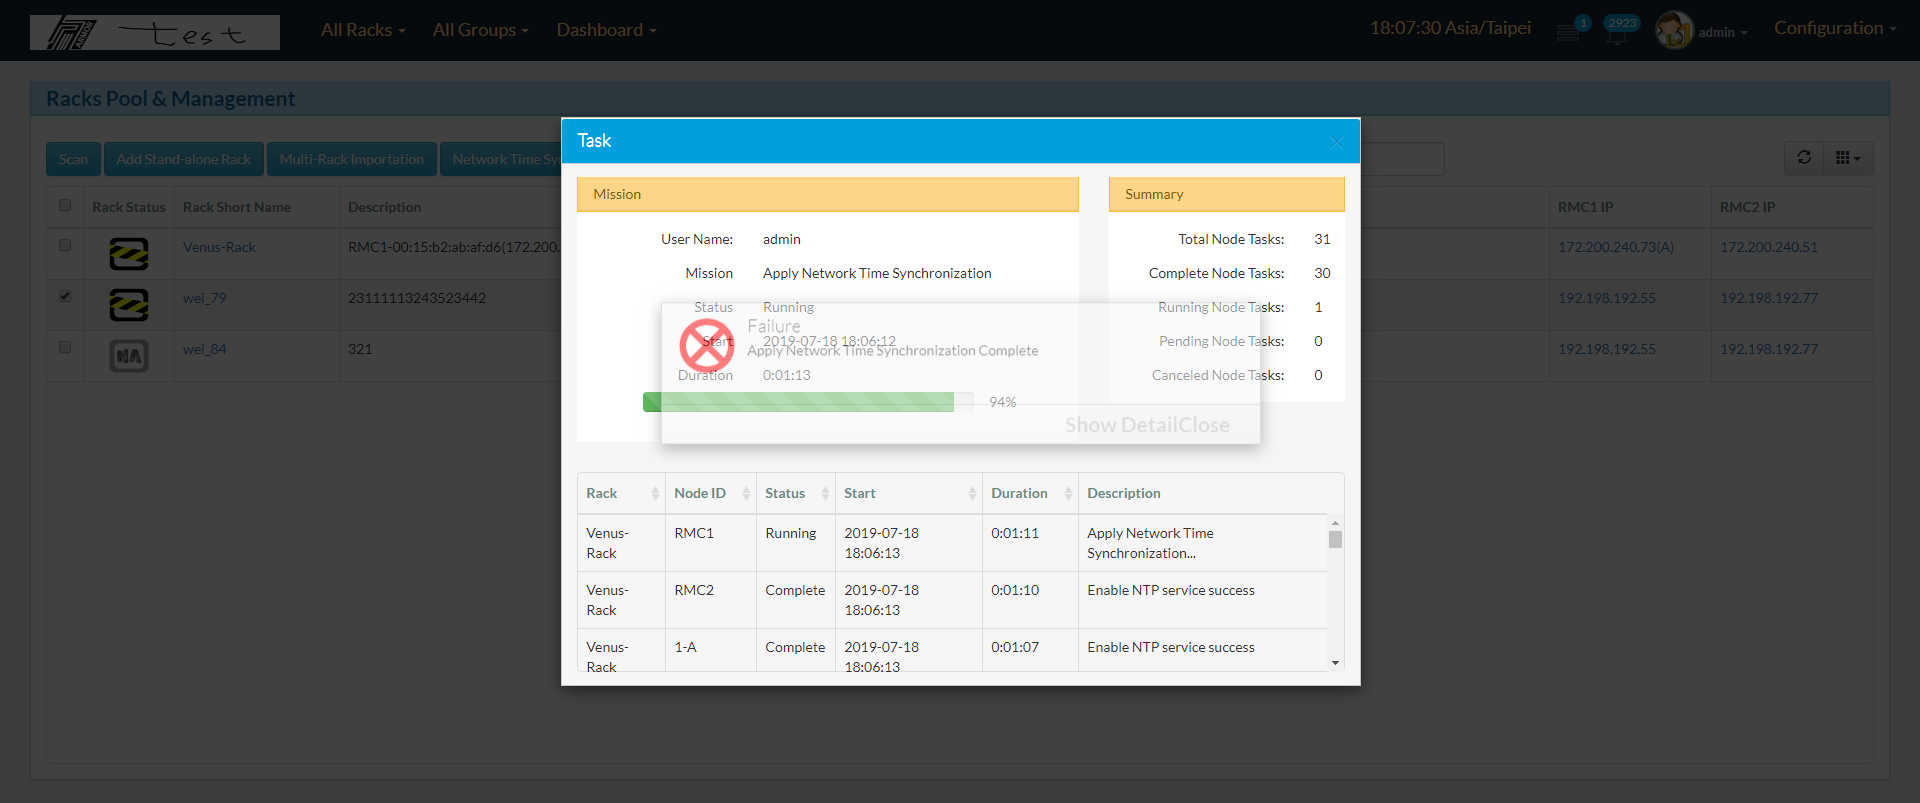 ARBOR test All Racks All Groups Dashboard 18:07:30 Asia/Taipei 1 2923 admin Configuration
Racks Pool & Management
Scan Add Stand-alone Rack Multi-Rack Importation Network Time Sy
Rack Status Rack Short Name Description RMC1 IP RMC2 IP
Venus-Rack RMC1-00:15:b2:ab:af:d6(172.200. 172.200.240.73(A) 172.200.240.51
wei_79 23111113243523442 192.198.192.55 192.198.192.77
NA wei_84 321 192.198.192.55 192.198.192.77
Task
Mission
User Name: admin
Mission Apply Network Time Synchronization
Status Running
Start 2019-07-18 18:06:12
Duration 0:01:13
94%
Summary
Total Node Tasks: 31
Complete Node Tasks: 30
Running Node Tasks: 1
Pending Node Tasks: 0
Canceled Node Tasks: 0
Failure
Apply Network Time Synchronization Complete
Show Detail Close
Rack Node ID Status Start Duration Description
Venus-Rack RMC1 Running 2019-07-18 18:06:13 0:01:11 Apply Network Time Synchronization...
Venus-Rack RMC2 Complete 2019-07-18 18:06:13 0:01:10 Enable NTP service success
Venus-Rack 1-A Complete 2019-07-18 18:06:13 0:01:07 Enable NTP service success